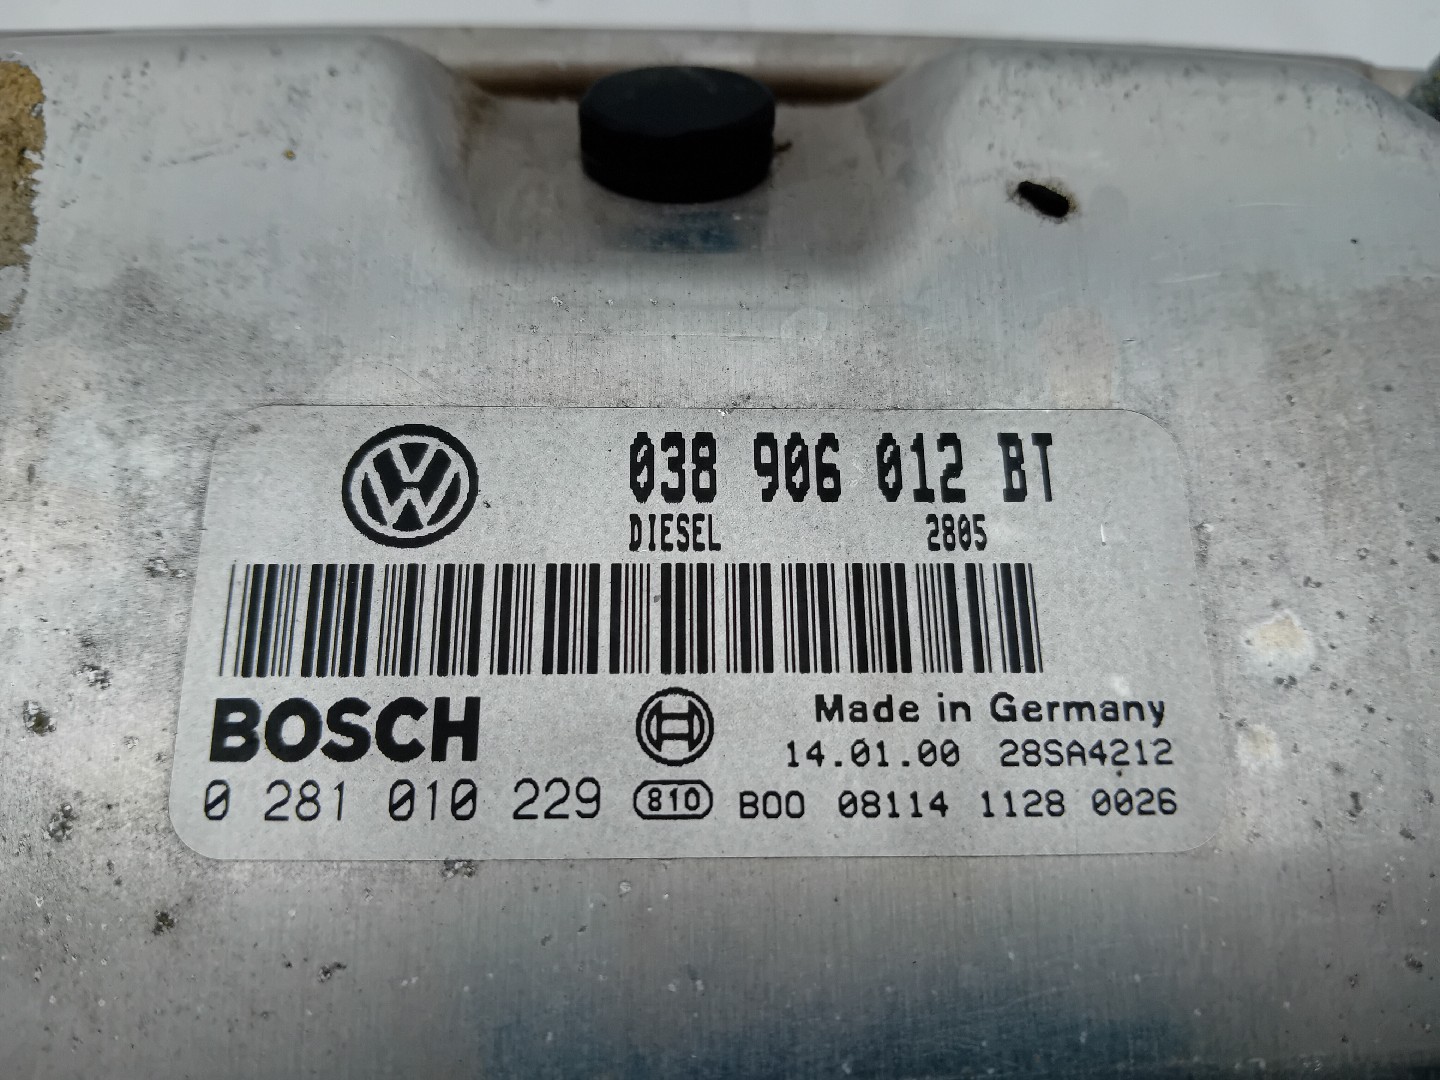 038 906 012 BT
DIESEL 2805
BOSCH
Made in Germany
14.01.00 28SA4212
0 281 010 229 810 B00 08114 1128 0026